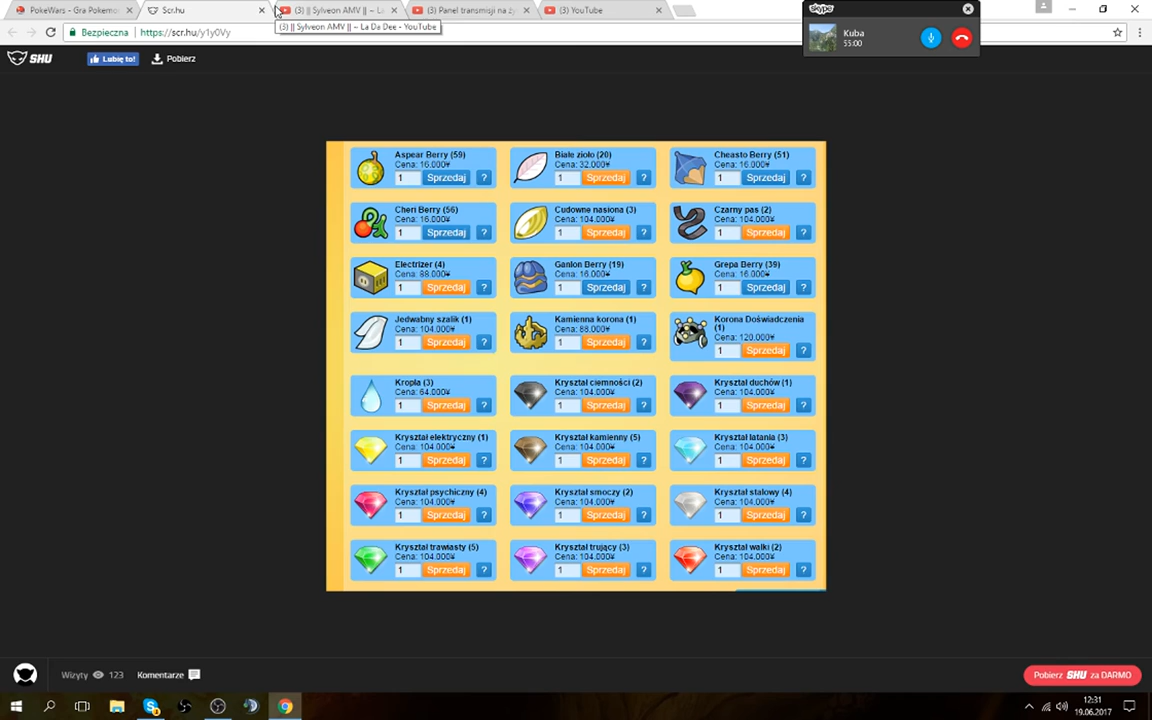 PokeWars - Gra Pokemo
Scr.hu
(3) || Sylveon AMV || ~ La
(3) Panel transmisji na ży
(3) YouTube
(3) || Sylveon AMV || ~ La Da Dee - YouTube
Bezpieczna
https://scr.hu/y1y0Vy
skype
Kuba
55:00
SHU
Lubię to!
Pobierz
Aspear Berry (59)
Cena: 16.000¥
1 Sprzedaj ?
Białe zioło (20)
Cena: 32.000¥
1 Sprzedaj ?
Cheasto Berry (51)
Cena: 16.000¥
1 Sprzedaj ?
Cheri Berry (56)
Cena: 16.000¥
1 Sprzedaj ?
Cudowne nasiona (3)
Cena: 104.000¥
1 Sprzedaj ?
Czarny pas (2)
Cena: 104.000¥
1 Sprzedaj ?
Electrizer (4)
Cena: 88.000¥
1 Sprzedaj ?
Ganlon Berry (19)
Cena: 16.000¥
1 Sprzedaj ?
Grepa Berry (39)
Cena: 16.000¥
1 Sprzedaj ?
Jedwabny szalik (1)
Cena: 104.000¥
1 Sprzedaj ?
Kamienna korona (1)
Cena: 88.000¥
1 Sprzedaj ?
Korona Doświadczenia
(1)
Cena: 120.000¥
1 Sprzedaj ?
Kropla (3)
Cena: 64.000¥
1 Sprzedaj ?
Kryształ ciemności (2)
Cena: 104.000¥
1 Sprzedaj ?
Kryształ duchów (1)
Cena: 104.000¥
1 Sprzedaj ?
Kryształ elektryczny (1)
Cena: 104.000¥
1 Sprzedaj ?
Kryształ kamienny (5)
Cena: 104.000¥
1 Sprzedaj ?
Kryształ latania (3)
Cena: 104.000¥
1 Sprzedaj ?
Kryształ psychiczny (4)
Cena: 104.000¥
1 Sprzedaj ?
Kryształ smoczy (2)
Cena: 104.000¥
1 Sprzedaj ?
Kryształ stalowy (4)
Cena: 104.000¥
1 Sprzedaj ?
Kryształ trawiasty (5)
Cena: 104.000¥
1 Sprzedaj ?
Kryształ trujący (3)
Cena: 104.000¥
1 Sprzedaj ?
Kryształ walki (2)
Cena: 104.000¥
1 Sprzedaj ?
Wizyty 123
Komentarze
Pobierz SHU za DARMO
12:31
19.06.2017